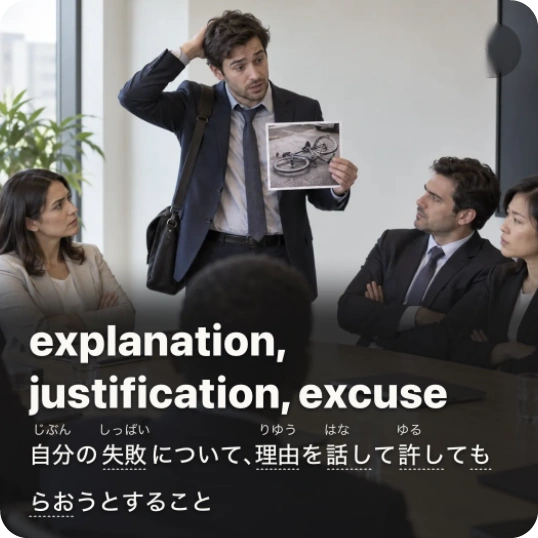 explanation,
justification, excuse
じぶん しっぱい りゆう はな ゆる
自分の失敗について、理由を話して許しても
らおうとすること